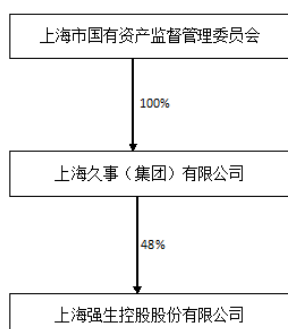 上海市国有资产监督管理委员会
100%
上海久事（集团）有限公司
48%
上海强生控股股份有限公司